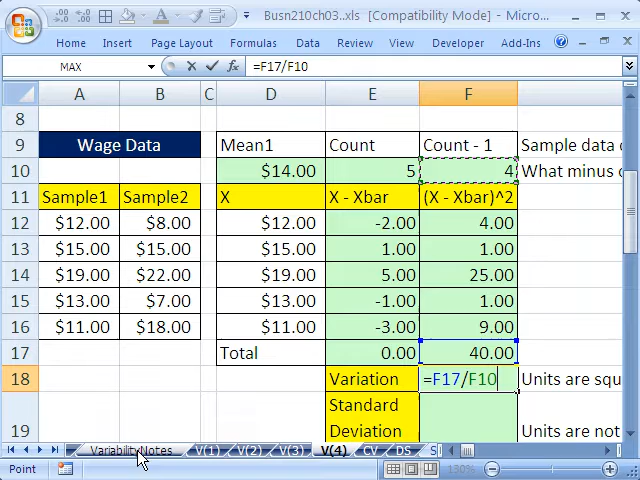 Busn210ch03..xls [Compatibility Mode] - Micro...
Home Insert Page Layout Formulas Data Review View Developer Add-Ins
MAX =F17/F10
A B C D E F
8
9 Wage Data Mean1 Count Count - 1 Sample data
10 $14.00 5 4 What minus
11 Sample1 Sample2 X X - Xbar (X - Xbar)^2
12 $12.00 $8.00 $12.00 -2.00 4.00
13 $15.00 $15.00 $15.00 1.00 1.00
14 $19.00 $22.00 $19.00 5.00 25.00
15 $13.00 $7.00 $13.00 -1.00 1.00
16 $11.00 $18.00 $11.00 -3.00 9.00
17 Total 0.00 40.00
18 Variation =F17/F10 Units are squ
Standard
19 Deviation Units are not
VariabilityNotes V(1) V(2) V(3) V(4) CV DS S
Point 130%